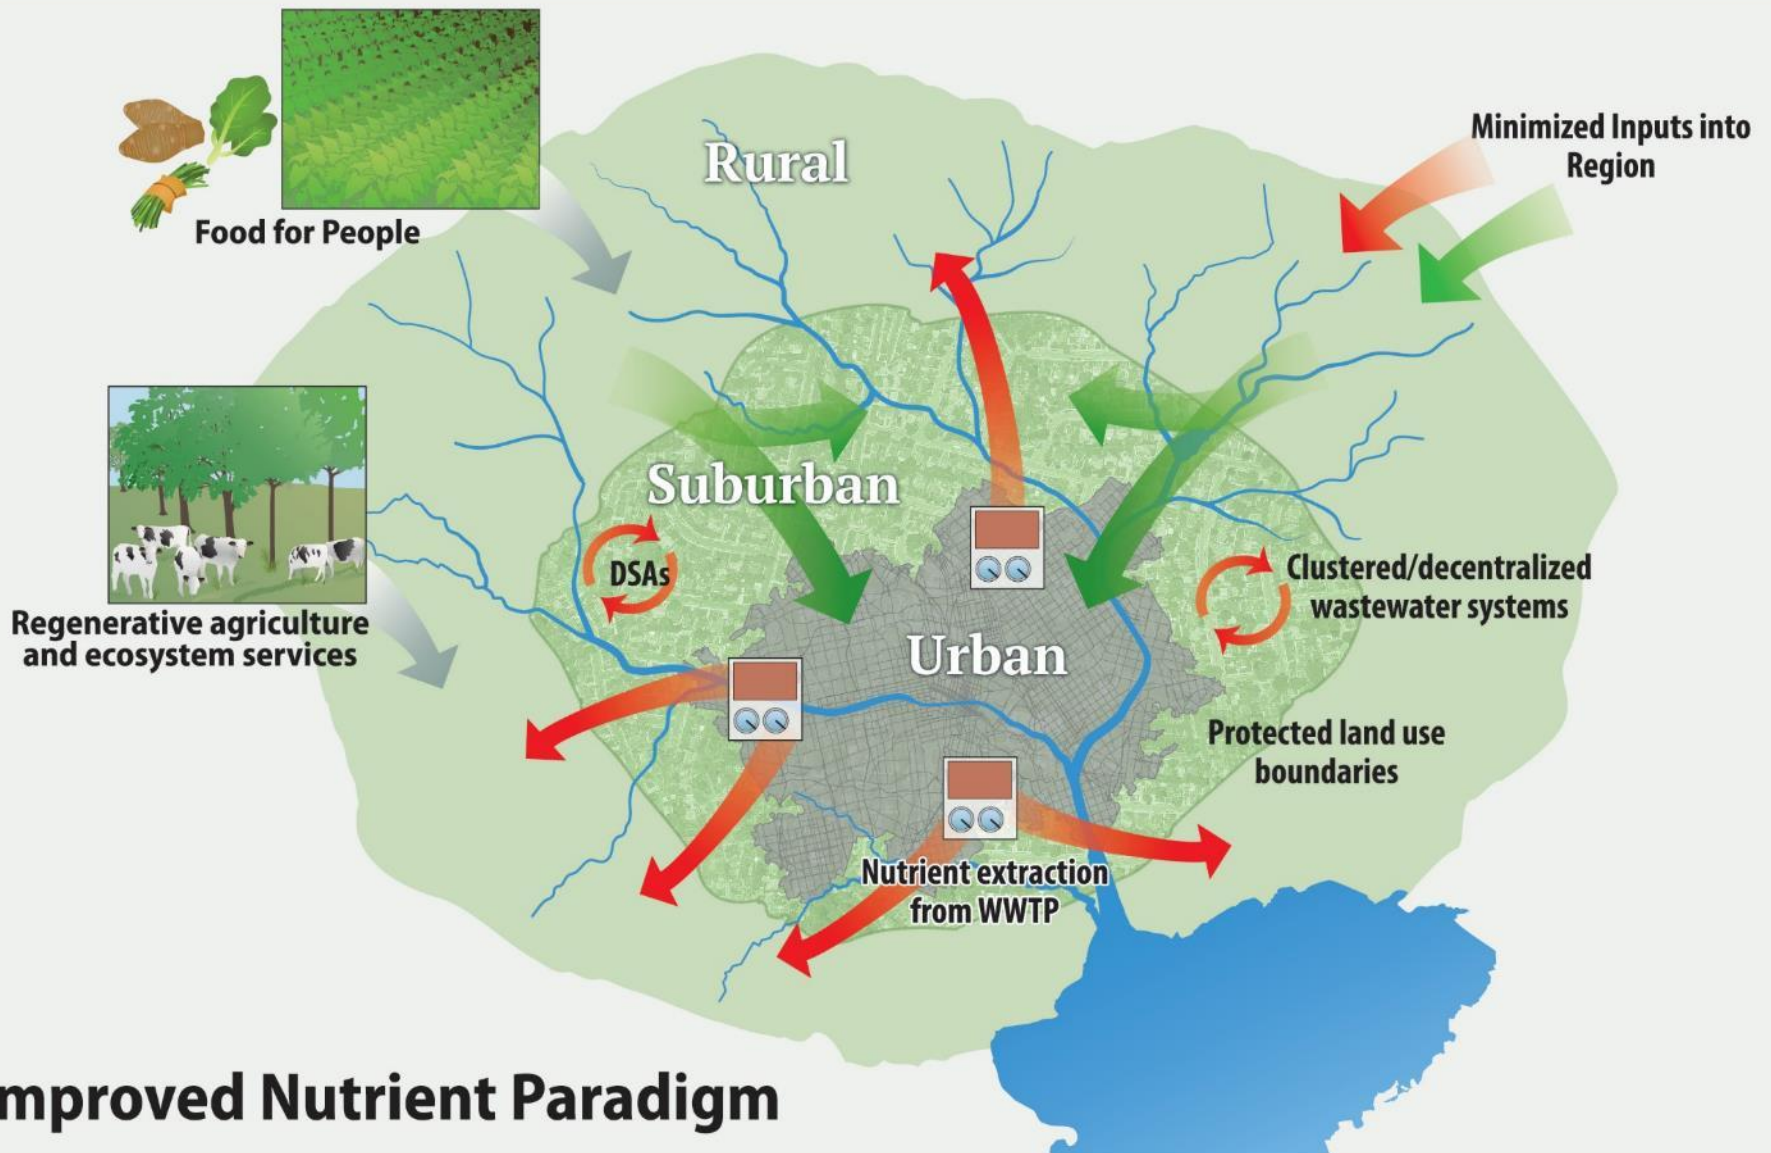 Rural
Minimized Inputs into
Region
Food for People
Suburban
DSAs
Clustered/decentralized
wastewater systems
Regenerative agriculture
and ecosystem services
Urban
Protected land use
boundaries
Nutrient extraction
from WWTP
mproved Nutrient Paradigm